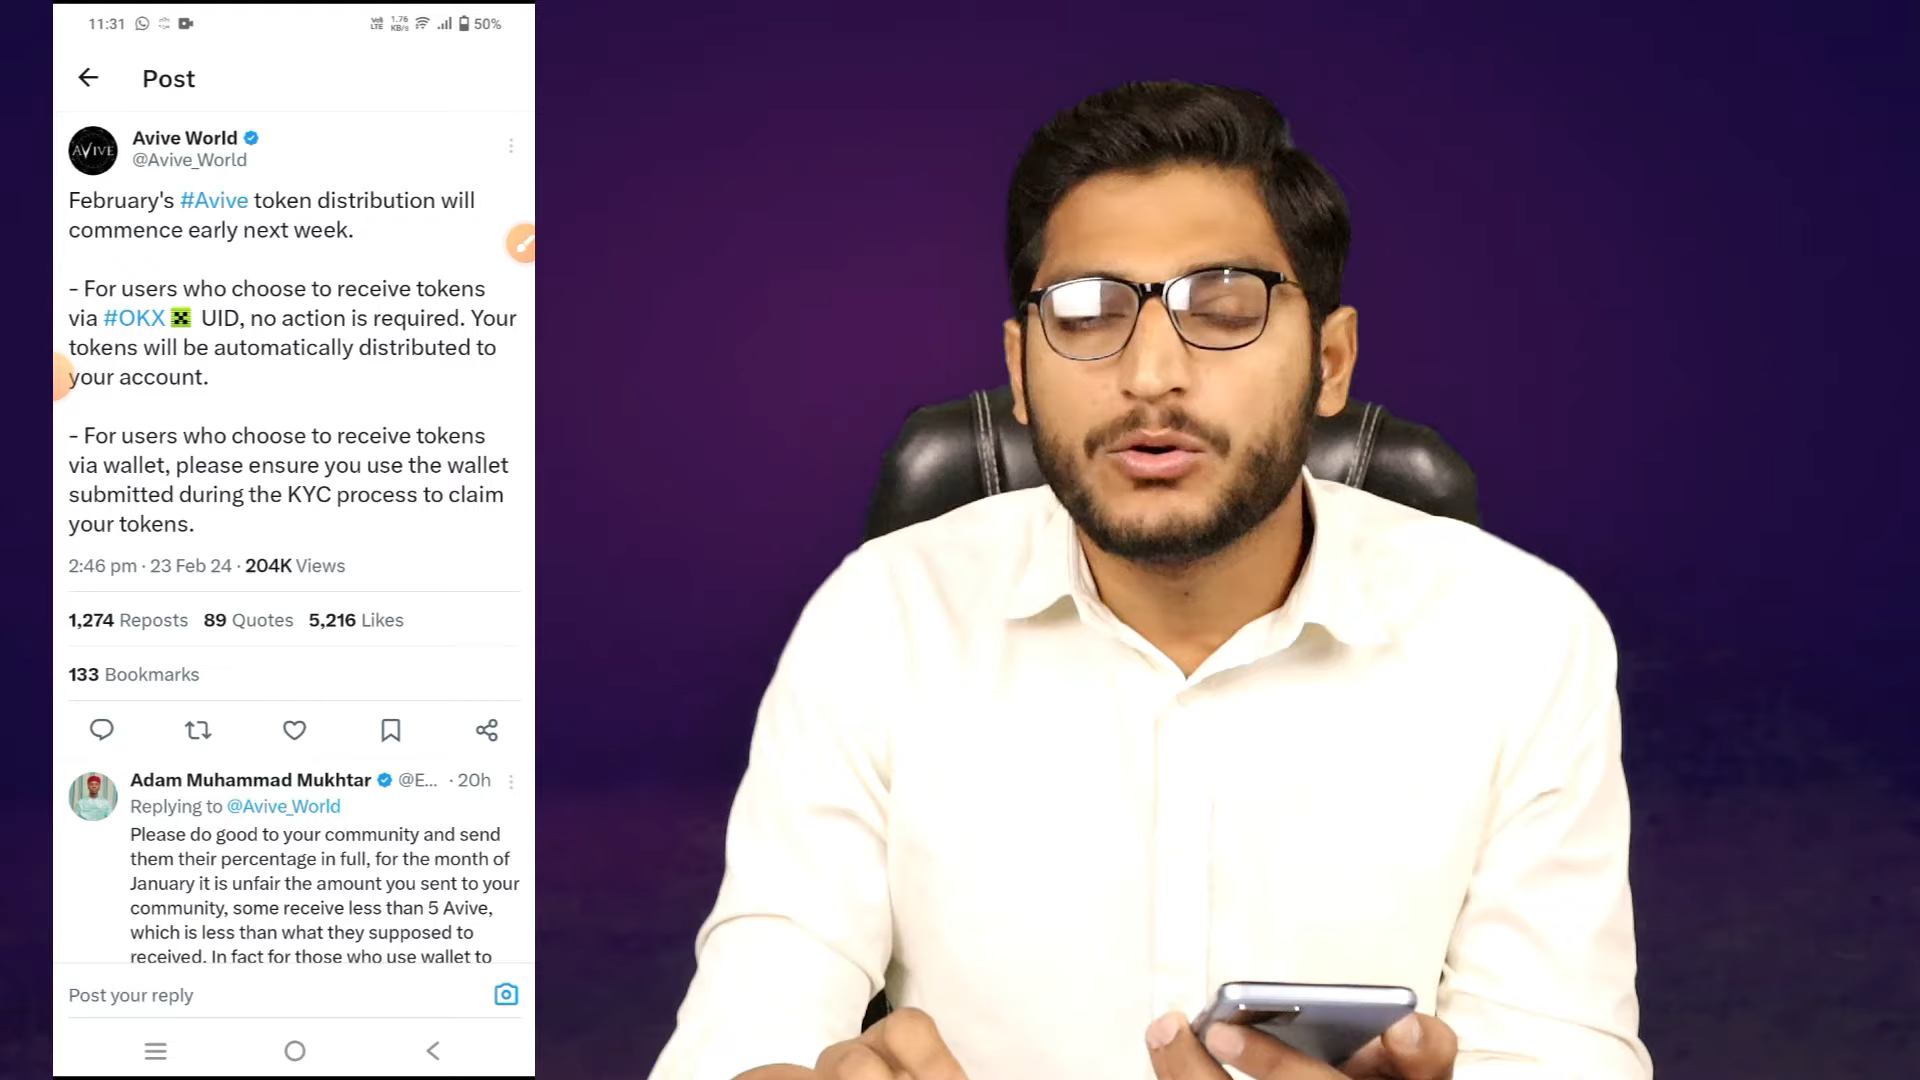 11:31 Vo) LTE 1.76 KB/s 50%
Post
AVIVE
Avive World
@Avive_World
February's #Avive token distribution will
commence early next week.
- For users who choose to receive tokens
via #OKX UID, no action is required. Your
tokens will be automatically distributed to
your account.
- For users who choose to receive tokens
via wallet, please ensure you use the wallet
submitted during the KYC process to claim
your tokens.
2:46 pm · 23 Feb 24 · 204K Views
1,274 Reposts 89 Quotes 5,216 Likes
133 Bookmarks
Adam Muhammad Mukhtar @E... · 20h
Replying to @Avive_World
Please do good to your community and send
them their percentage in full, for the month of
January it is unfair the amount you sent to your
community, some receive less than 5 Avive,
which is less than what they supposed to
received. In fact for those who use wallet to
Post your reply